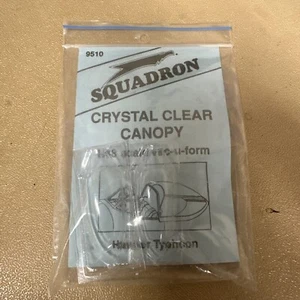 9510
SQUADRON
CRYSTAL CLEAR
CANOPY
Hawker Typhoon